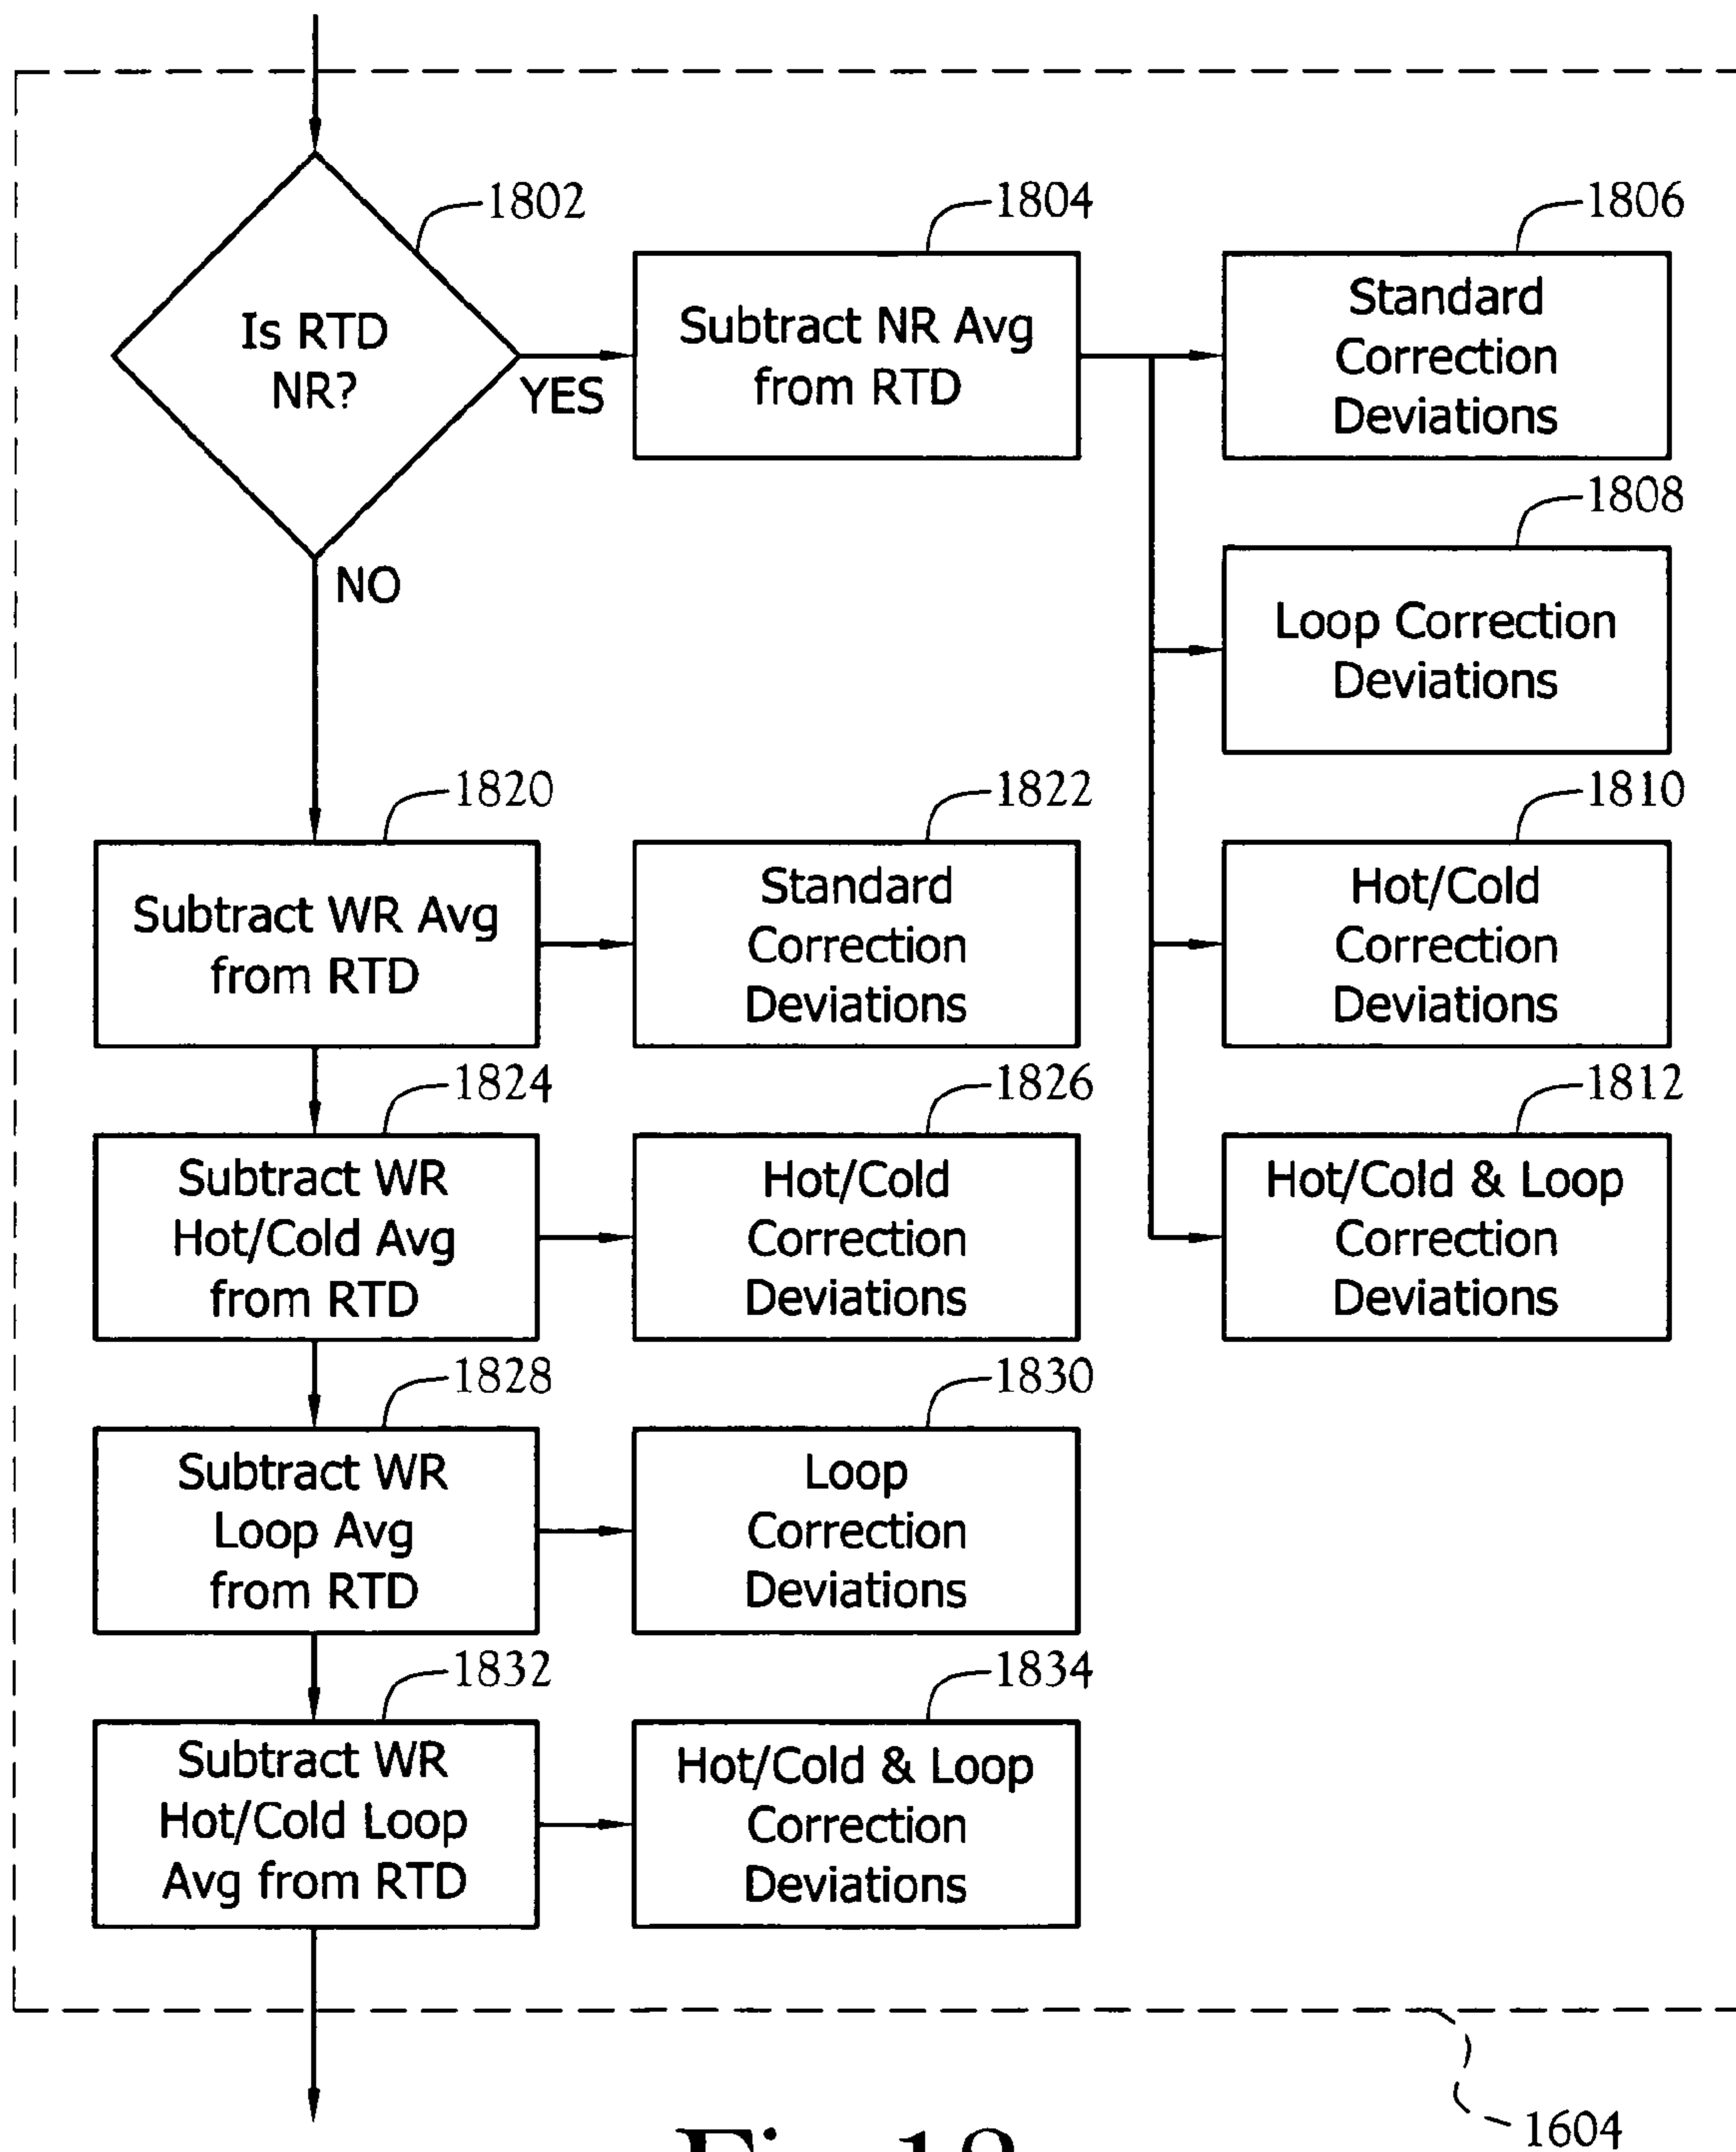 1802
1804
1806
Is RTD
NR?
YES
NO
Subtract NR Avg
from RTD
Standard
Correction
Deviations
1808
Loop Correction
Deviations
1820
1822
1810
Subtract WR Avg
from RTD
Standard
Correction
Deviations
Hot/Cold
Correction
Deviations
1824
1826
1812
Subtract WR
Hot/Cold Avg
from RTD
Hot/Cold
Correction
Deviations
Hot/Cold & Loop
Correction
Deviations
1828
1830
Subtract WR
Loop Avg
from RTD
Loop
Correction
Deviations
1832
1834
Subtract WR
Hot/Cold Loop
Avg from RTD
Hot/Cold & Loop
Correction
Deviations
1604